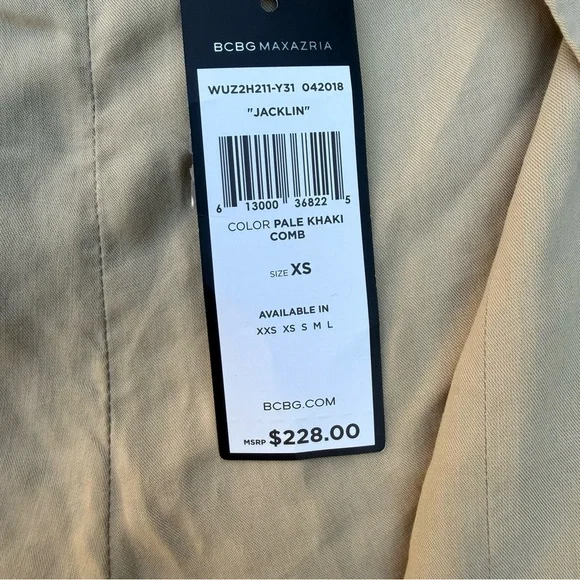 BCBGMAXAZRIA
WUZ2H211-Y31 042018
"JACKLIN"
6 13000 36822 5
COLOR PALE KHAKI
COMB
SIZE XS
AVAILABLE IN
XXS XS S M L
BCBG.COM
MSRP $228.00